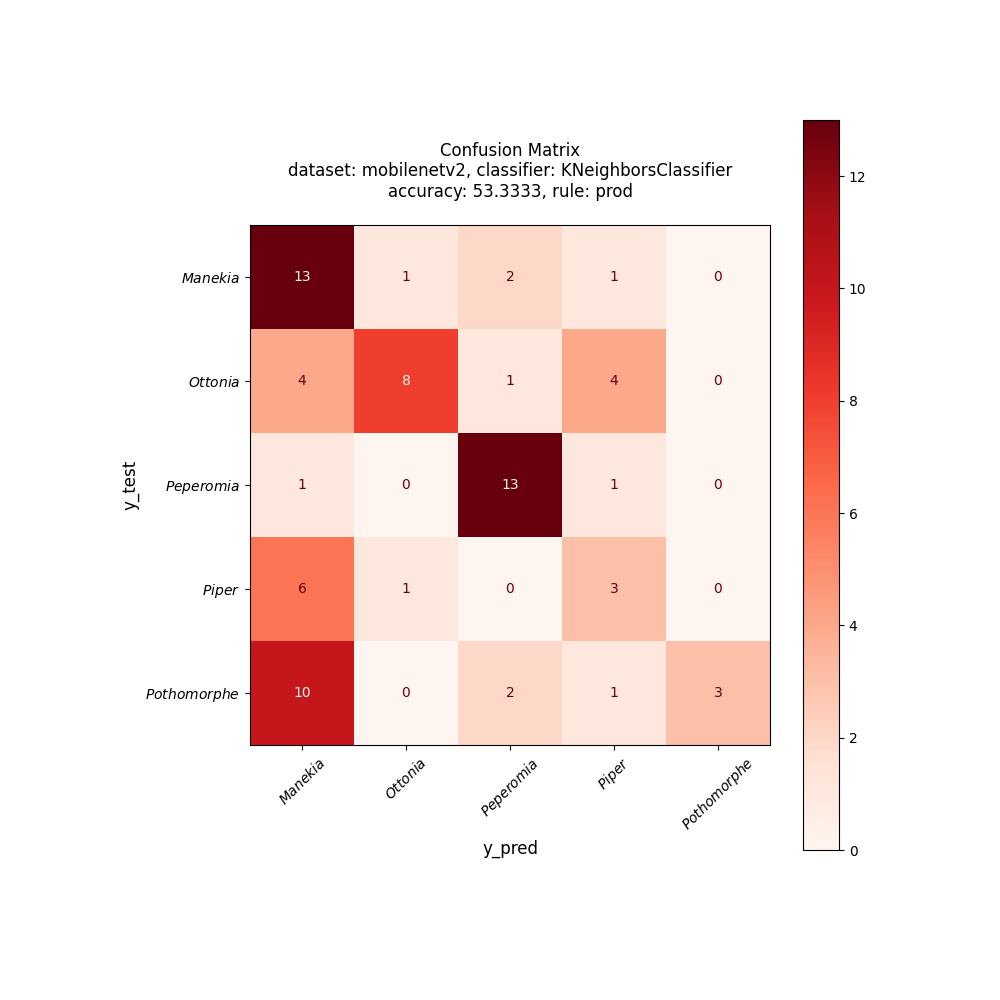 Confusion Matrix
dataset: mobilenetv2, classifier: KNeighborsClassifier
accuracy: 53.3333, rule: prod
Manekia 13 1 2 1 0
Ottonia 4 8 1 4 0
Peperomia 1 0 13 1 0
Piper 6 1 0 3 0
Pothomorphe 10 0 2 1 3
Manekia Ottonia Peperomia Piper Pothomorphe
y_test
y_pred
12
10
8
6
4
2
0